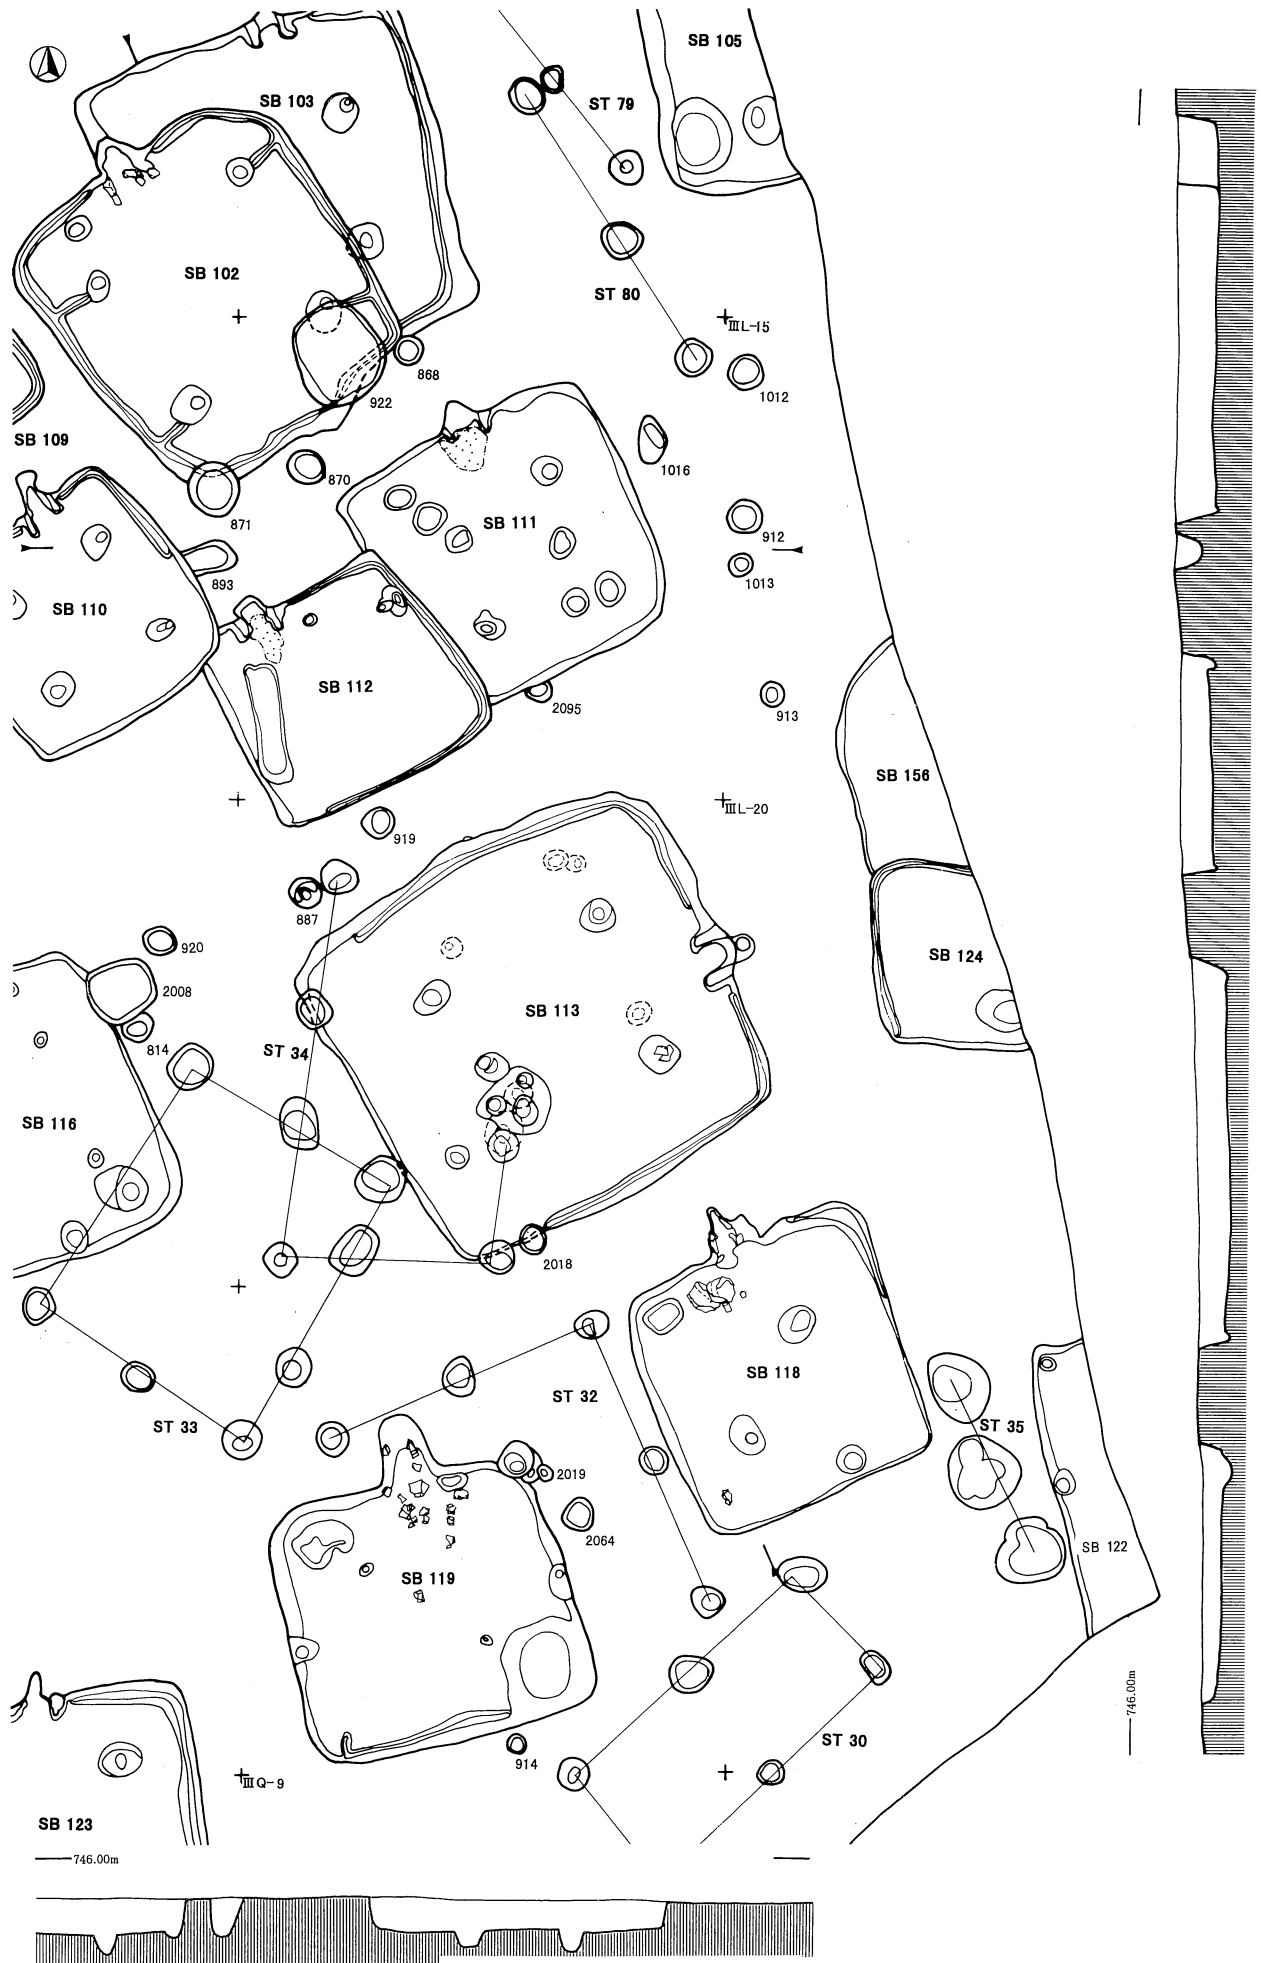 SB 105
SB 103
ST 79
SB 102
ST 80
ⅢL-15
868
1012
922
SB 109
870
1016
871
SB 111
912
893
1013
SB 110
SB 112
2095
913
SB 156
ⅢL-20
919
887
920
SB 124
2008
SB 113
814
ST 34
SB 116
2018
SB 118
ST 32
ST 33
ST 35
2019
2064
SB 122
SB 119
746.00m
ST 30
914
ⅢQ-9
SB 123
746.00m